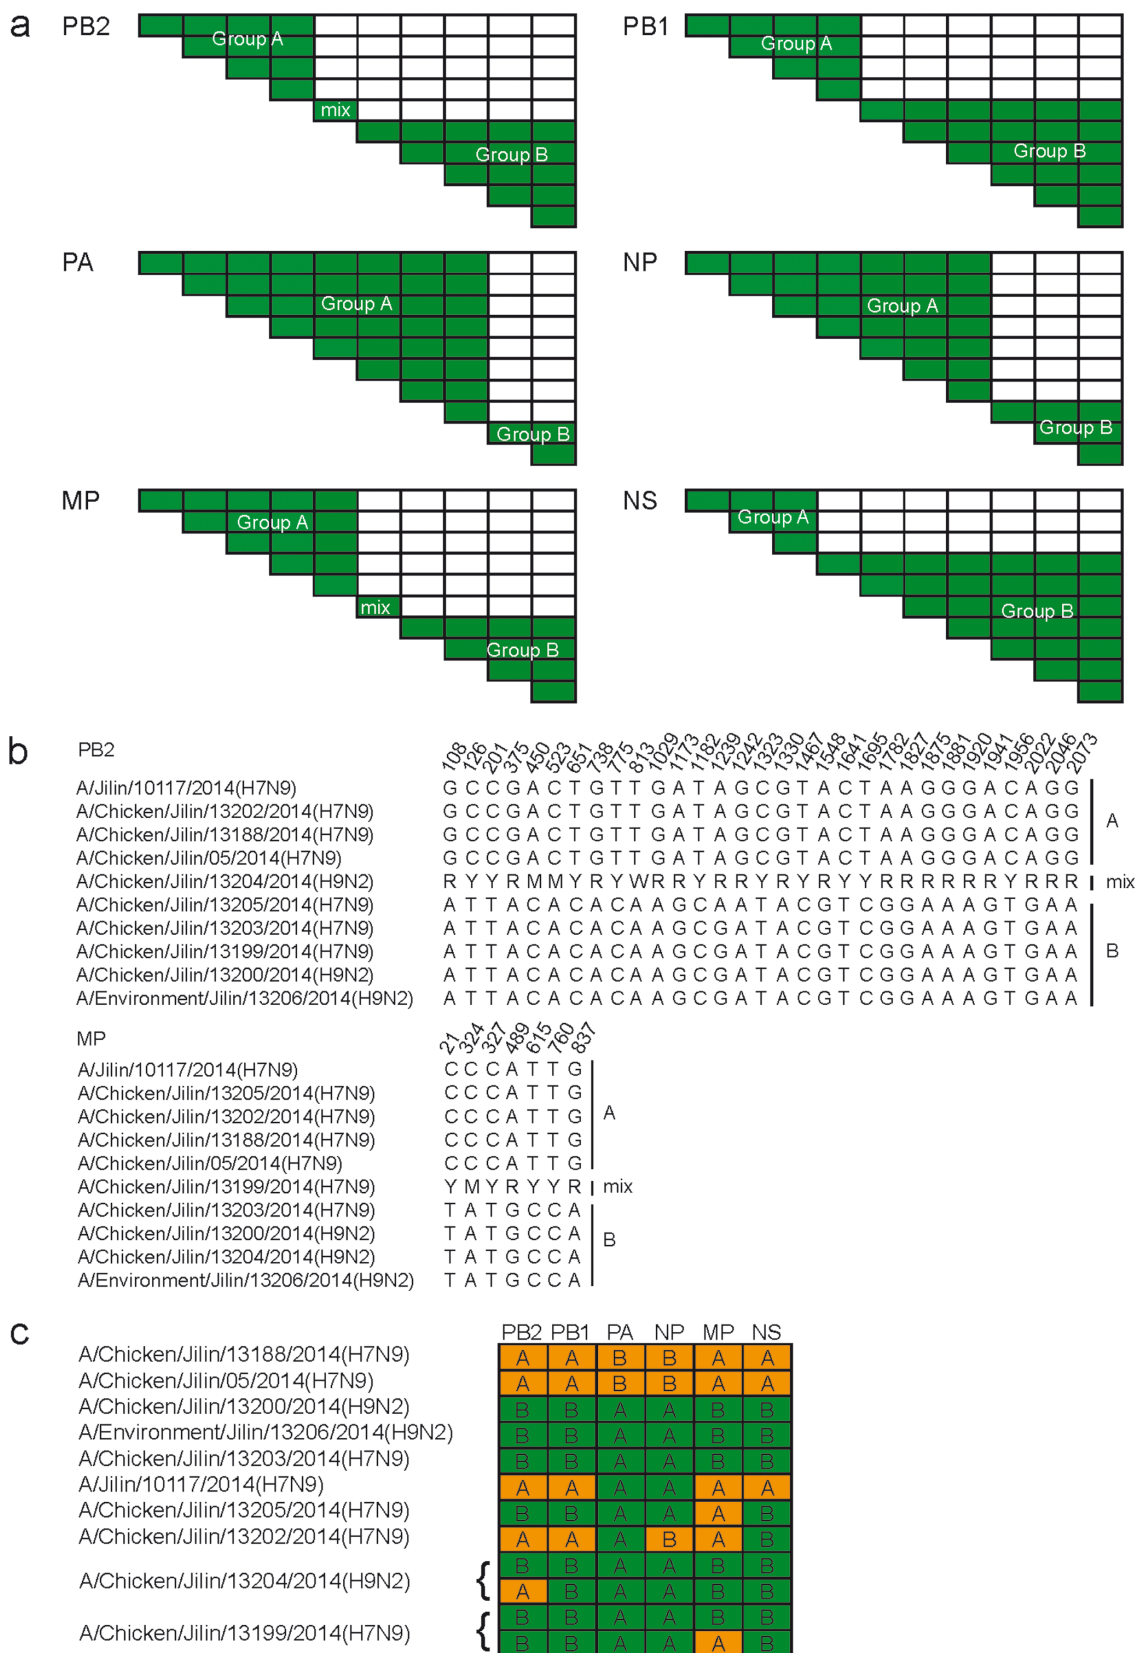 a
PB2
Group A
mix
Group B
PB1
Group A
Group B
PA
Group A
Group B
NP
Group A
Group B
MP
Group A
mix
Group B
NS
Group A
Group B
b
PB2
108 126 201 375 450 523 651 738 775 813 1029 1173 1182 1239 1242 1323 1330 1467 1548 1641 1695 1782 1827 1875 1881 1920 1941 1956 2022 2046 2073
A/Jilin/10117/2014(H7N9) G C C G A C T G T T G A T A G C G T A C T A A G G G A C A G G
A/Chicken/Jilin/13202/2014(H7N9) G C C G A C T G T T G A T A G C G T A C T A A G G G A C A G G
A/Chicken/Jilin/13188/2014(H7N9) G C C G A C T G T T G A T A G C G T A C T A A G G G A C A G G
A/Chicken/Jilin/05/2014(H7N9) G C C G A C T G T T G A T A G C G T A C T A A G G G A C A G G
A
A/Chicken/Jilin/13204/2014(H9N2) R Y Y R M M Y R Y W R R Y R R Y R Y R Y Y R R R R R R Y R R R mix
A/Chicken/Jilin/13205/2014(H7N9) A T T A C A C A C A A G C A A T A C G T C G G A A A G T G A A
A/Chicken/Jilin/13203/2014(H7N9) A T T A C A C A C A A G C G A T A C G T C G G A A A G T G A A
A/Chicken/Jilin/13199/2014(H7N9) A T T A C A C A C A A G C G A T A C G T C G G A A A G T G A A
A/Chicken/Jilin/13200/2014(H9N2) A T T A C A C A C A A G C G A T A C G T C G G A A A G T G A A
A/Environment/Jilin/13206/2014(H9N2) A T T A C A C A C A A G C G A T A C G T C G G A A A G T G A A
B
MP
21 324 327 489 615 760 837
A/Jilin/10117/2014(H7N9) C C C A T T G
A/Chicken/Jilin/13205/2014(H7N9) C C C A T T G
A/Chicken/Jilin/13202/2014(H7N9) C C C A T T G
A/Chicken/Jilin/13188/2014(H7N9) C C C A T T G
A/Chicken/Jilin/05/2014(H7N9) C C C A T T G
A
A/Chicken/Jilin/13199/2014(H7N9) Y M Y R Y Y R mix
A/Chicken/Jilin/13203/2014(H7N9) T A T G C C A
A/Chicken/Jilin/13200/2014(H9N2) T A T G C C A
A/Chicken/Jilin/13204/2014(H9N2) T A T G C C A
A/Environment/Jilin/13206/2014(H9N2) T A T G C C A
B
c
PB2 PB1 PA NP MP NS
A/Chicken/Jilin/13188/2014(H7N9) A A B B A A
A/Chicken/Jilin/05/2014(H7N9) A A B B A A
A/Chicken/Jilin/13200/2014(H9N2) B B A A B B
A/Environment/Jilin/13206/2014(H9N2) B B A A B B
A/Chicken/Jilin/13203/2014(H7N9) B B A A B B
A/Jilin/10117/2014(H7N9) A A A A A A
A/Chicken/Jilin/13205/2014(H7N9) B B A A A B
A/Chicken/Jilin/13202/2014(H7N9) A A A B A B
A/Chicken/Jilin/13204/2014(H9N2) { B B A A B B
A B A A B B
A/Chicken/Jilin/13199/2014(H7N9) { B B A A B B
B B A A A B